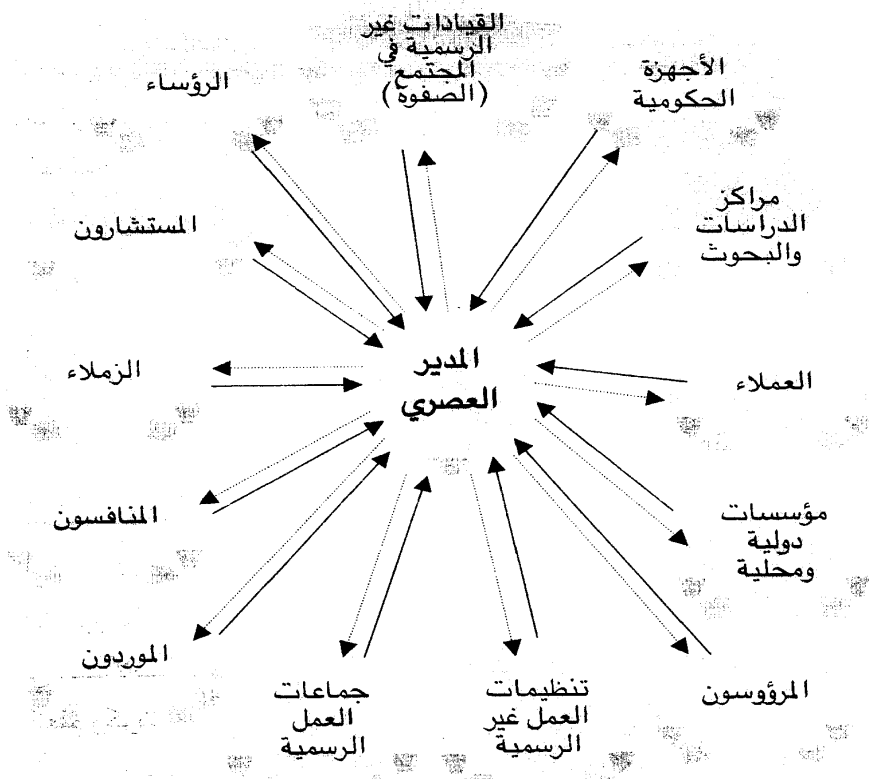 القيادات غير
الرسمية في
المجتمع
(الصفوة)
الأجهزة
الحكومية
الرؤساء
مراكز
الدراسات
والبحوث
المستشارون
المدير
العصري
العملاء
الزملاء
مؤسسات
دولية
ومحلية
المنافسون
المرؤوسون
تنظيمات
العمل غير
الرسمية
جماعات
العمل
الرسمية
الموردون